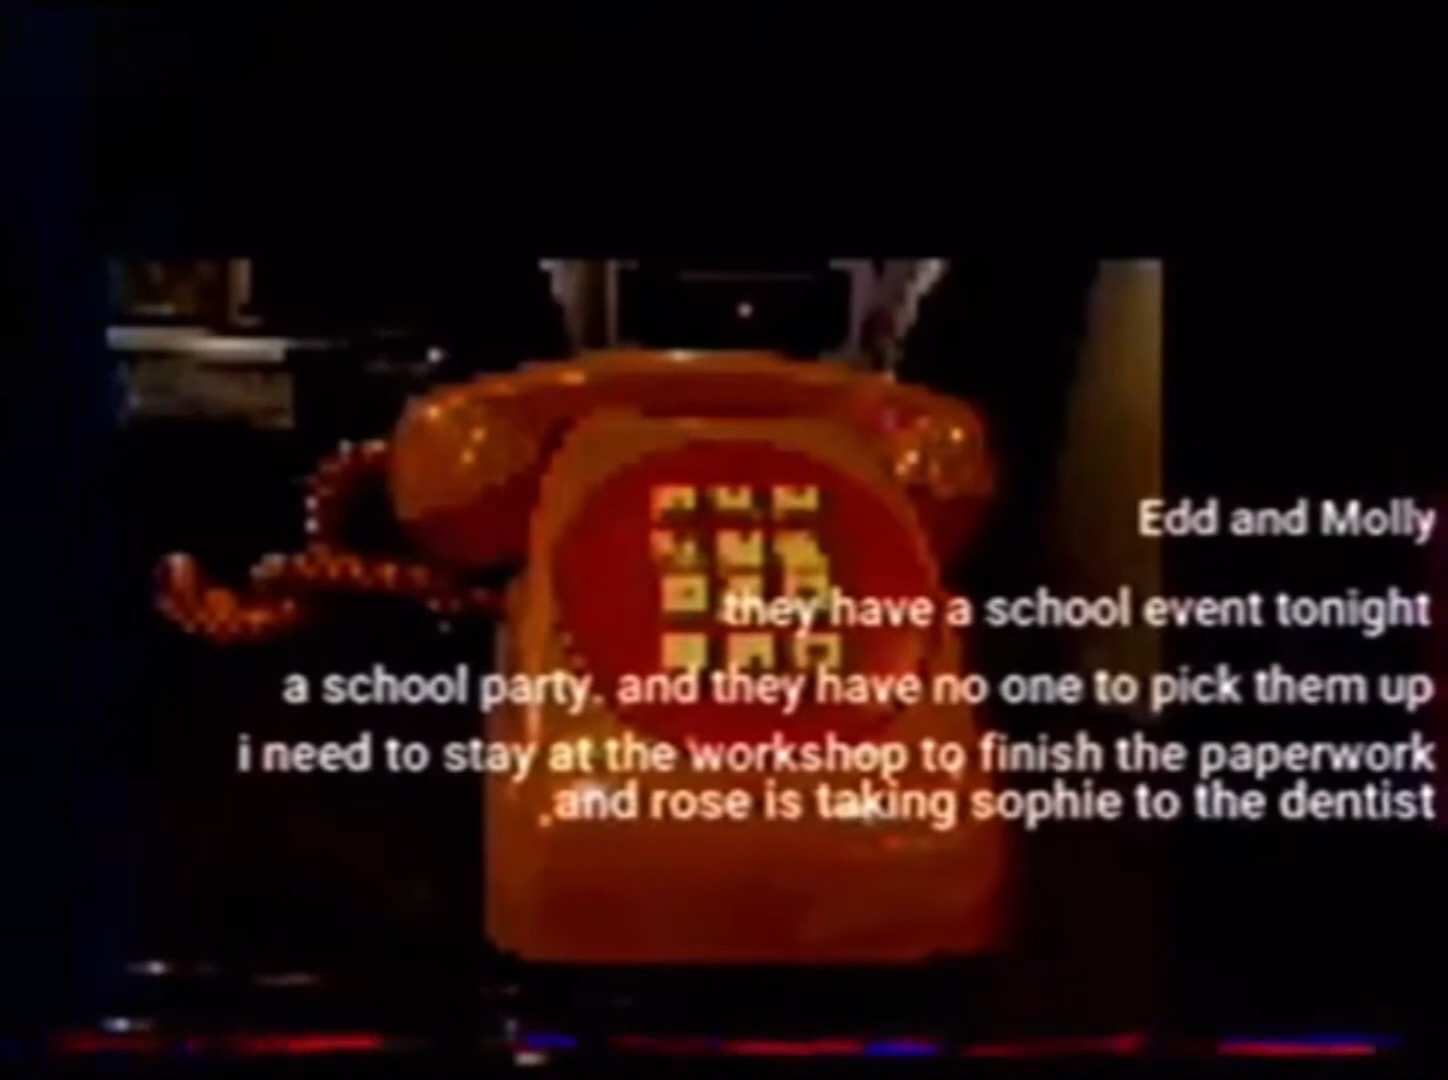 Edd and Molly
they have a school event tonight
a school party. and they have no one to pick them up
i need to stay at the workshop to finish the paperwork
,and rose is taking sophie to the dentist